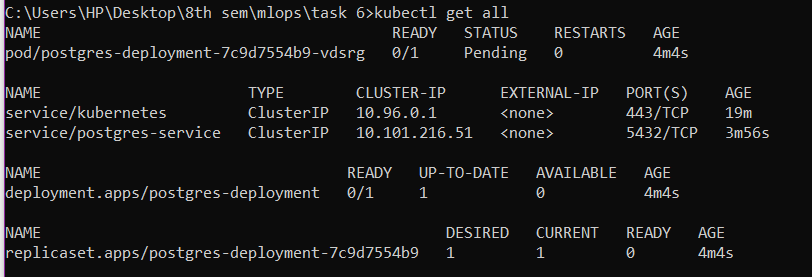 C:\Users\HP\Desktop\8th sem\mlops\task 6>kubectl get all
NAME READY STATUS RESTARTS AGE
pod/postgres-deployment-7c9d7554b9-vdsrg 0/1 Pending 0 4m4s
NAME TYPE CLUSTER-IP EXTERNAL-IP PORT(S) AGE
service/kubernetes ClusterIP 10.96.0.1 <none> 443/TCP 19m
service/postgres-service ClusterIP 10.101.216.51 <none> 5432/TCP 3m56s
NAME READY UP-TO-DATE AVAILABLE AGE
deployment.apps/postgres-deployment 0/1 1 0 4m4s
NAME DESIRED CURRENT READY AGE
replicaset.apps/postgres-deployment-7c9d7554b9 1 1 0 4m4s